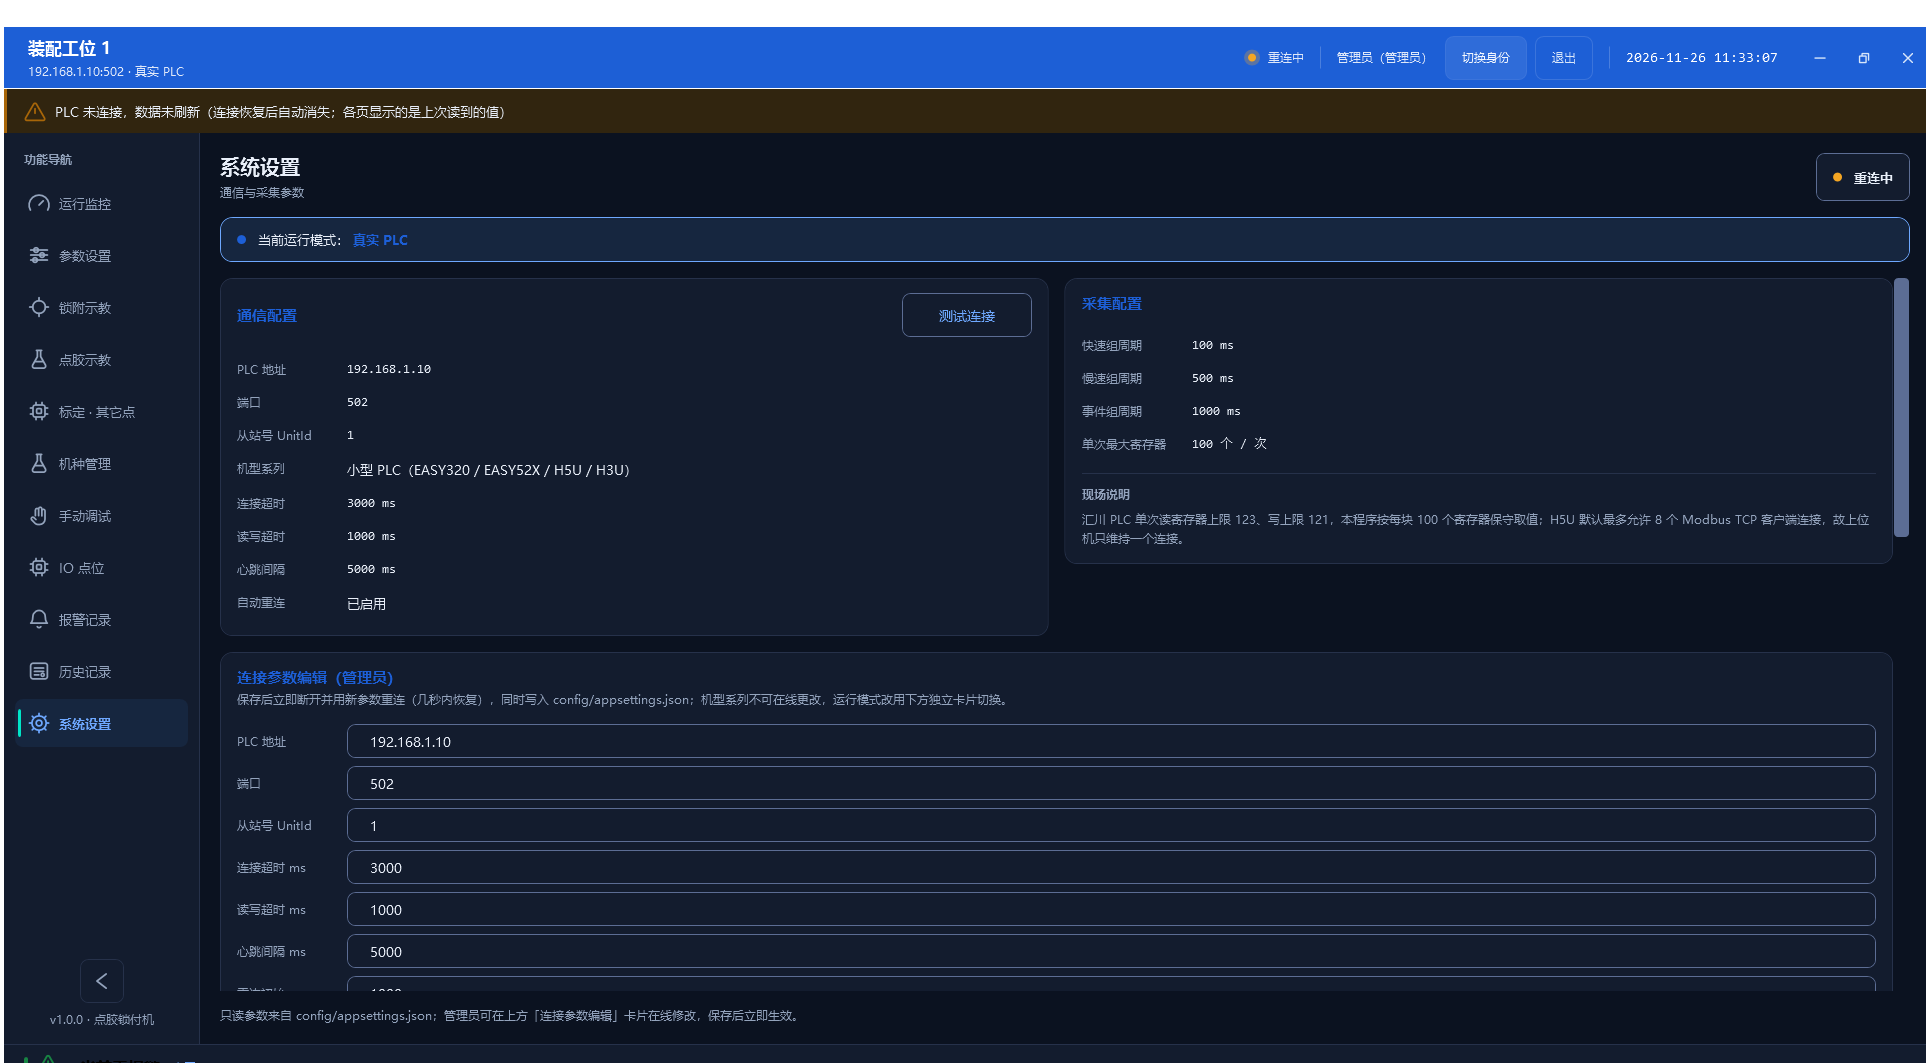 装配工位 1
192.168.1.10:502 · 真实 PLC
重连中
管理员（管理员）
切换身份
退出
2026-11-26 11:33:07
PLC 未连接，数据未刷新（连接恢复后自动消失；各页显示的是上次读到的值）
功能导航
运行监控
参数设置
锁附示教
点胶示教
标定 · 其它点
机种管理
手动调试
IO 点位
报警记录
历史记录
系统设置
v1.0.0 · 点胶锁付机
系统设置
通信与采集参数
重连中
当前运行模式： 真实 PLC
通信配置
测试连接
PLC 地址 192.168.1.10
端口 502
从站号 UnitId 1
机型系列 小型 PLC（EASY320 / EASY52X / H5U / H3U）
连接超时 3000 ms
读写超时 1000 ms
心跳间隔 5000 ms
自动重连 已启用
采集配置
快速组周期 100 ms
慢速组周期 500 ms
事件组周期 1000 ms
单次最大寄存器 100 个 / 次
现场说明
汇川 PLC 单次读寄存器上限 123、写上限 121，本程序按每块 100 个寄存器保守取值；H5U 默认最多允许 8 个 Modbus TCP 客户端连接，故上位
机只维持一个连接。
连接参数编辑（管理员）
保存后立即断开并用新参数重连（几秒内恢复），同时写入 config/appsettings.json；机型系列不可在线更改，运行模式改用下方独立卡片切换。
PLC 地址 192.168.1.10
端口 502
从站号 UnitId 1
连接超时 ms 3000
读写超时 ms 1000
心跳间隔 ms 5000
只读参数来自 config/appsettings.json；管理员可在上方「连接参数编辑」卡片在线修改，保存后立即生效。